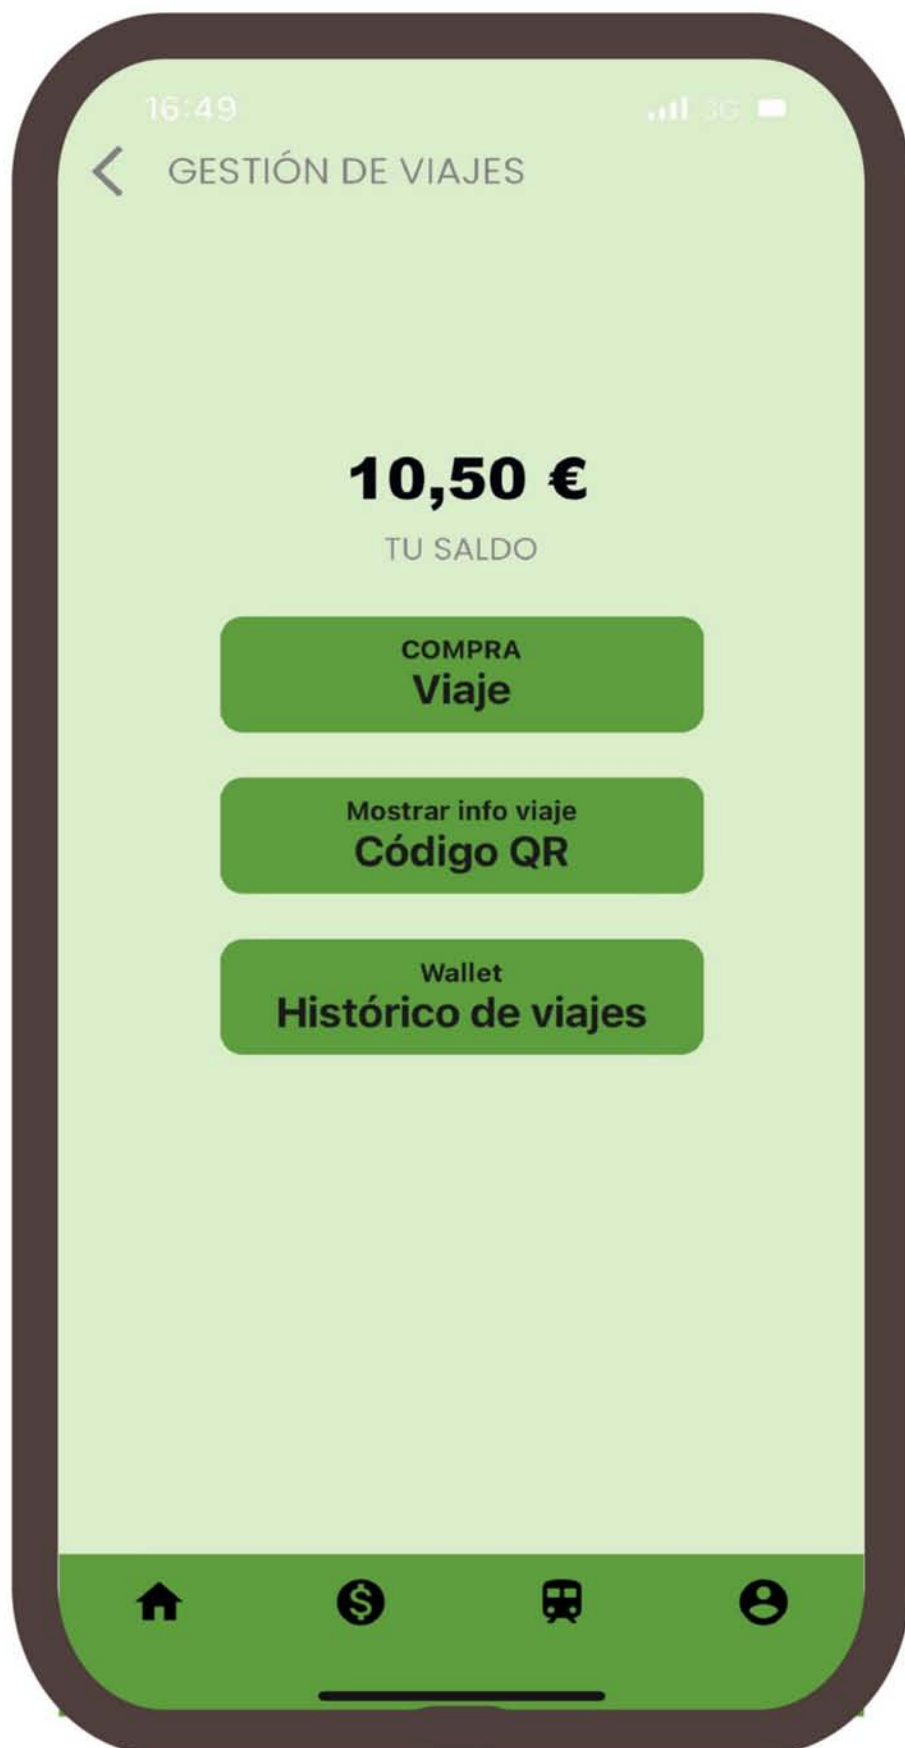 16:49
3G
GESTIÓN DE VIAJES
10,50 €
TU SALDO
COMPRA
Viaje
Mostrar info viaje
Código QR
Wallet
Histórico de viajes